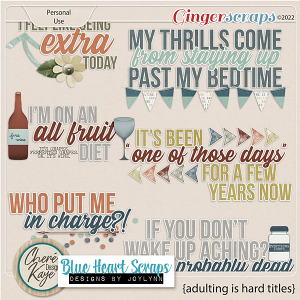 Personal
Use
Gingerscraps
©2022
I FEEL LIKE BEING
extra
TODAY
MY THRILLS COME
from staying up
PAST MY BEDTIME
I'M ON AN
all fruit
DIET
"IT'S BEEN
"one of those days"
FOR A FEW
YEARS NOW
WHO PUT ME
in charge?!
IF YOU DON'T
WAKE UP ACHING?
probably dead
Cheré
Kaye
Designs
Blue Heart Scraps
DESIGNS BY JOYLYNN
{adulting is hard titles}